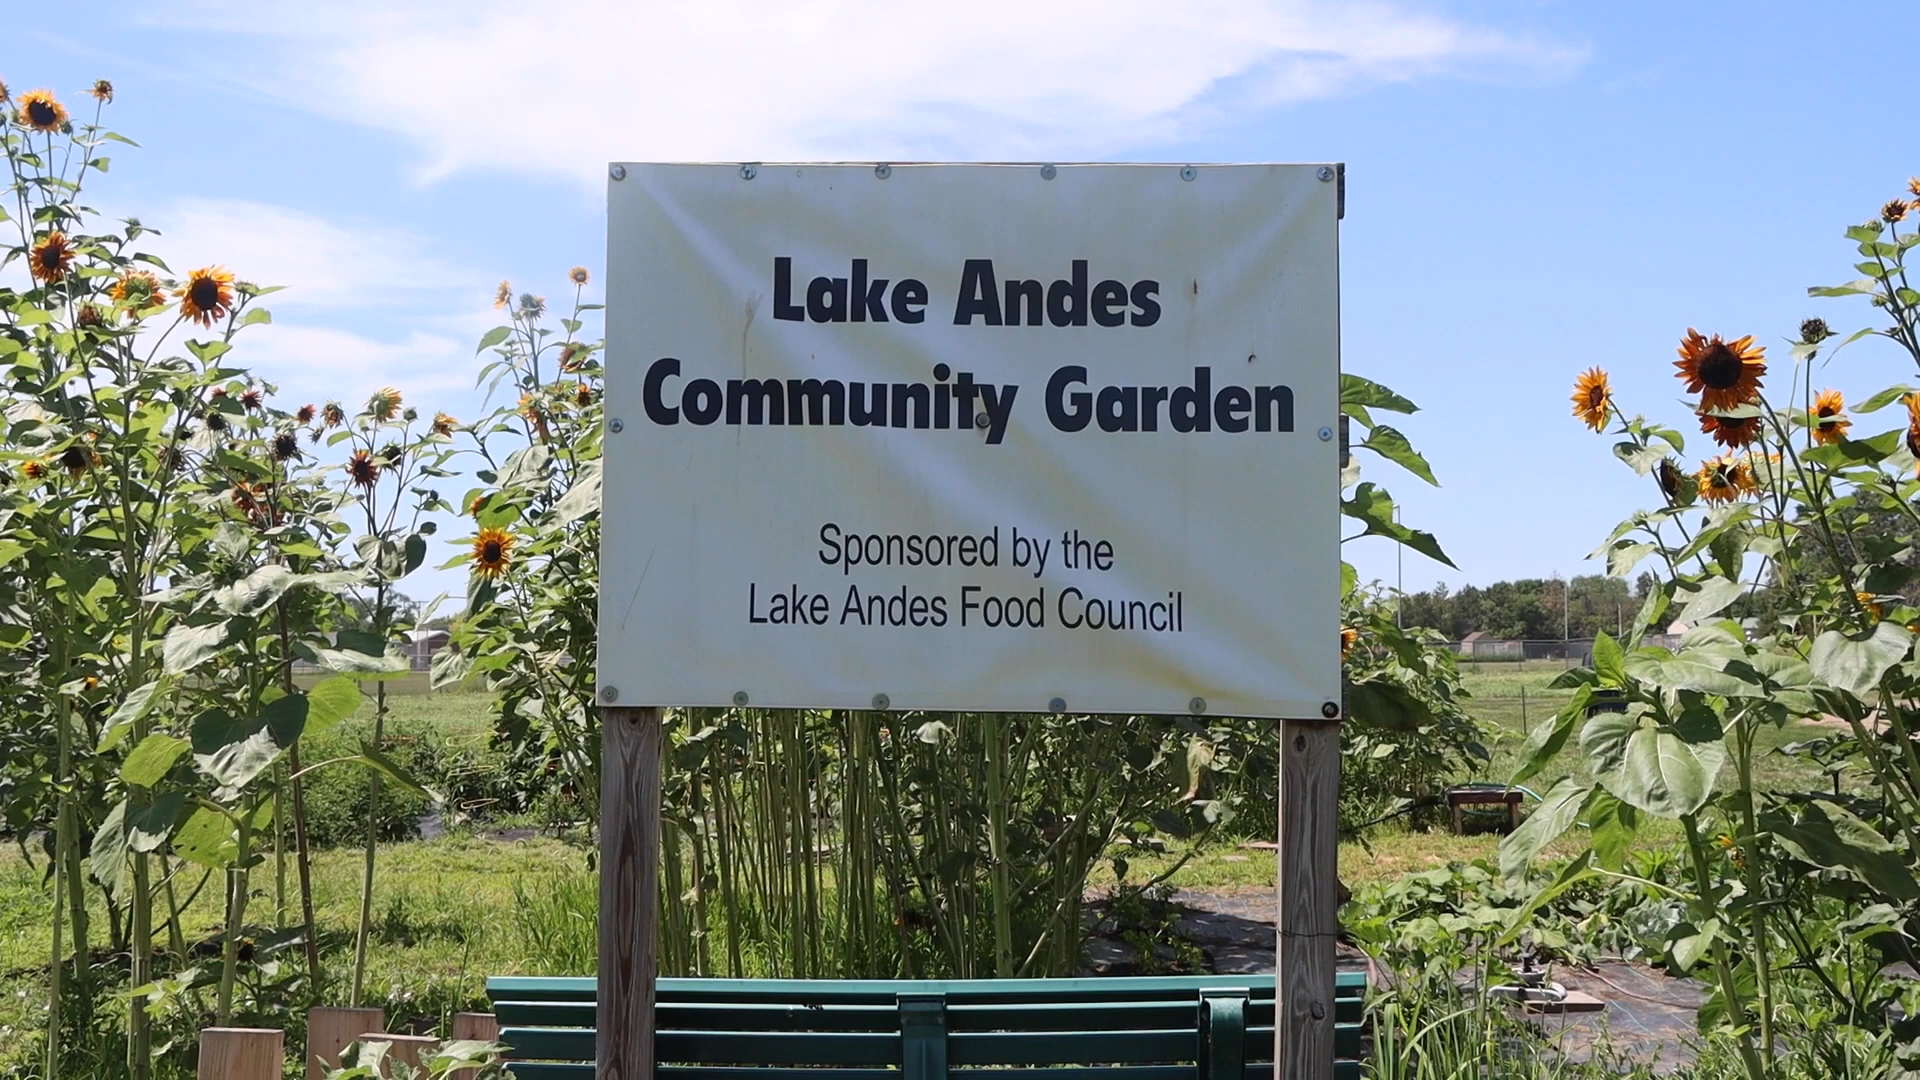 Lake Andes
Community Garden
Sponsored by the
Lake Andes Food Council